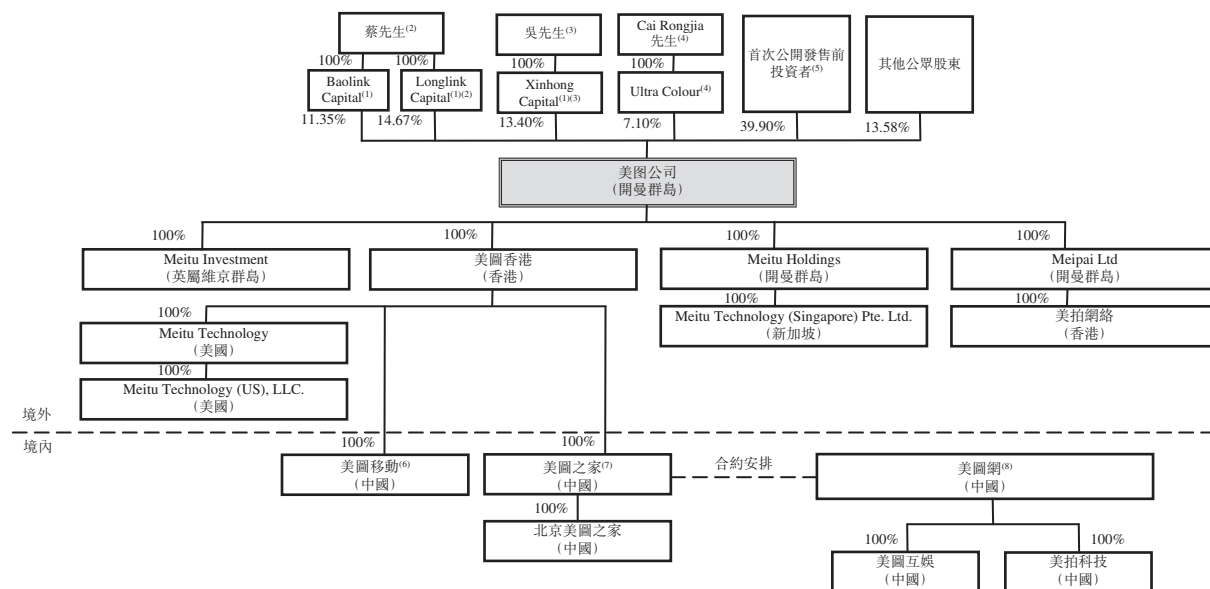 蔡先生(2)
吳先生(3)
Cai Rongjia
先生(4)
首次公開發售前
投資者(5)
其他公眾股東
100%
100%
100%
100%
Baolink
Capital(1)
Longlink
Capital(1)(2)
Xinhong
Capital(1)(3)
Ultra Colour(4)
11.35%
14.67%
13.40%
7.10%
39.90%
13.58%
美图公司
(開曼群島)
100%
100%
100%
100%
Meitu Investment
(英屬維京群島)
美圖香港
(香港)
Meitu Holdings
(開曼群島)
Meipai Ltd
(開曼群島)
100%
100%
100%
Meitu Technology
(美國)
Meitu Technology (Singapore) Pte. Ltd.
(新加坡)
美拍網絡
(香港)
100%
Meitu Technology (US), LLC.
(美國)
境外
境內
100%
100%
美圖移動(6)
(中國)
美圖之家(7)
(中國)
合約安排
美圖網(8)
(中國)
100%
北京美圖之家
(中國)
100%
100%
美圖互娛
(中國)
美拍科技
(中國)